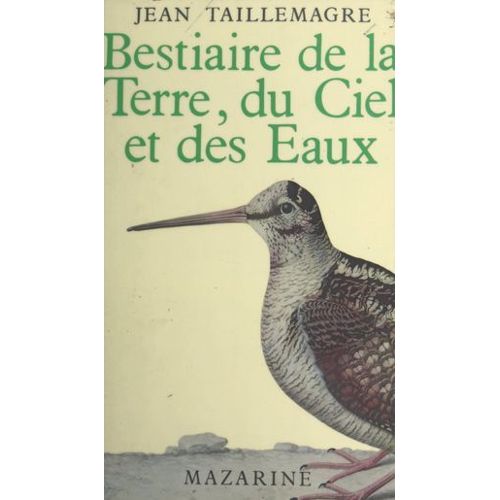 JEAN TAILLEMAGRE
Bestiaire de la
Terre, du Ciel
et des Eaux
MAZARINE